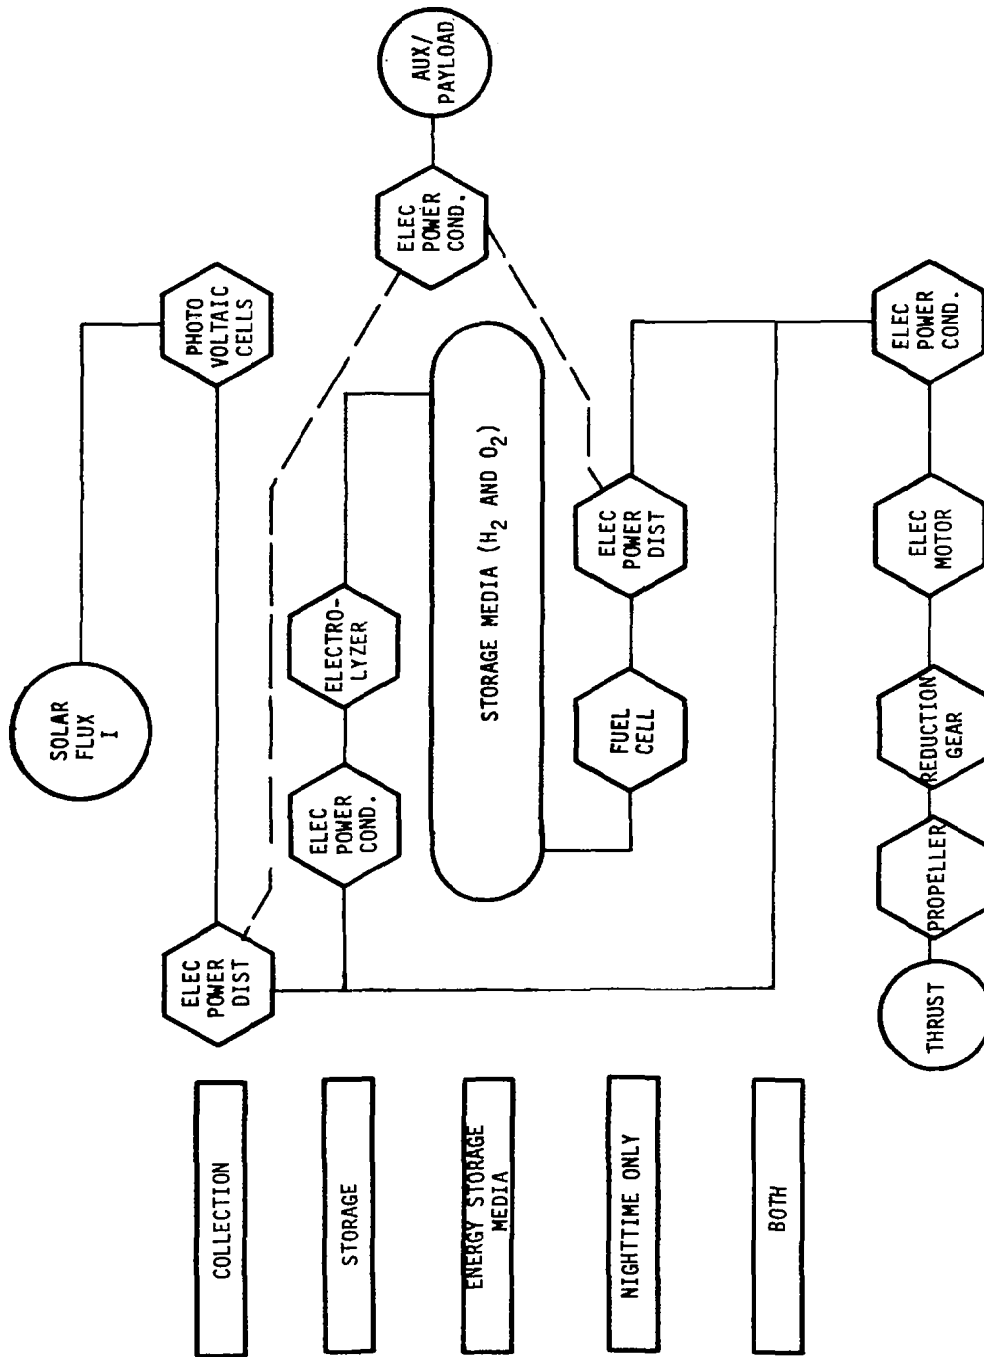 SOLAR
FLUX
I
PHOTO
VOLTAIC
CELLS
ELEC
POWER
DIST
COLLECTION
AUX/
PAYLOAD
ELEC
POWER
COND.
ELECTRO-
LYZER
ELEC
POWER
COND.
STORAGE
STORAGE MEDIA (H₂ AND O₂)
ENERGY STORAGE
MEDIA
ELEC
POWER
DIST
FUEL
CELL
NIGHTTIME ONLY
BOTH
ELEC
POWER
COND.
ELEC
MOTOR
REDUCTION
GEAR
PROPELLER
THRUST